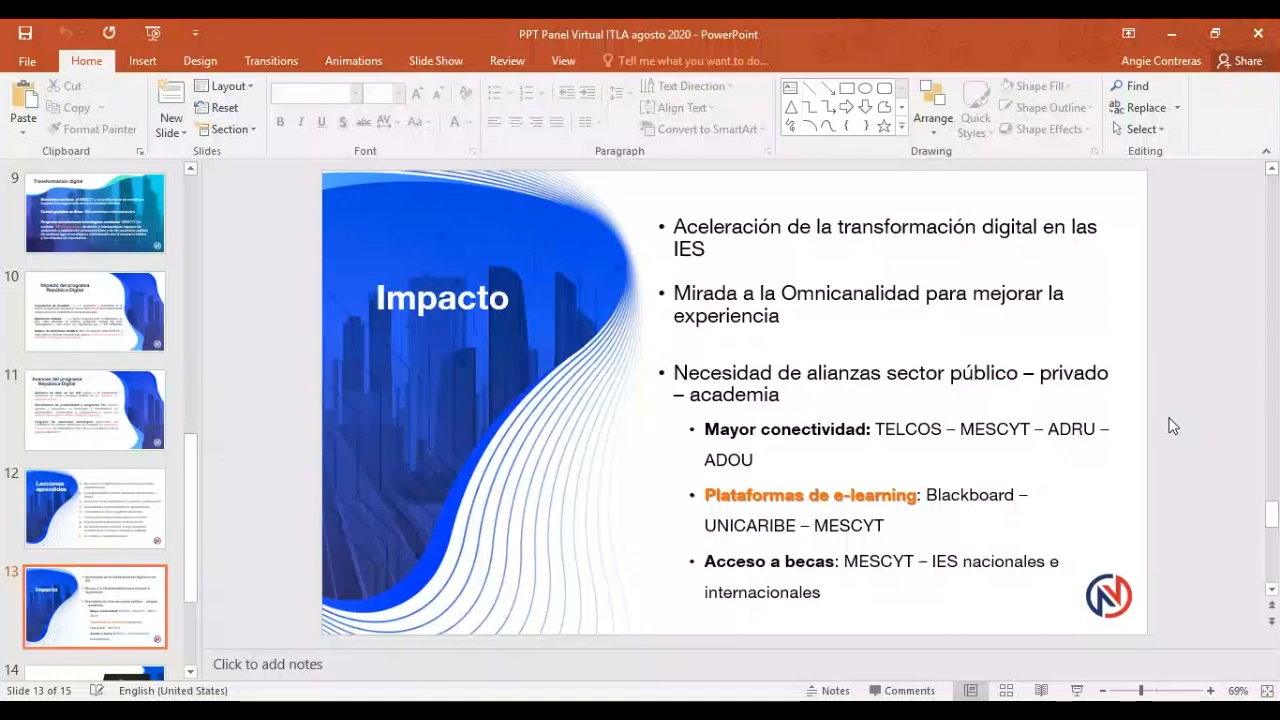 PPT Panel Virtual ITLA agosto 2020 - PowerPoint
File Home Insert Design Transitions Animations Slide Show Review View Tell me what you want to do... Angie Contreras Share
Paste
Cut
Copy
Format Painter
Clipboard
New Slide
Layout
Reset
Section
Slides
B I U S abc AV Aa A
Font
Text Direction
Align Text
Convert to SmartArt
Paragraph
Arrange
Quick Styles
Shape Fill
Shape Outline
Shape Effects
Drawing
Find
Replace
Select
Editing
9
Transformación digital
10
Impacto del programa
República Digital
11
Avances del programa
República Digital
12
Lecciones
aprendidas
13
Impacto
14
Impacto
• Aceleración de la transformación digital en las
IES
• Mirada a la Omnicanalidad para mejorar la
experiencia
• Necesidad de alianzas sector público – privado
– academia
• Mayor conectividad: TELCOS – MESCYT – ADRU –
ADOU
• Plataformas de e-learning: Blackboard –
UNICARIBE – MESCYT
• Acceso a becas: MESCYT – IES nacionales e
internacionales
Click to add notes
Slide 13 of 15 English (United States) Notes Comments 69%